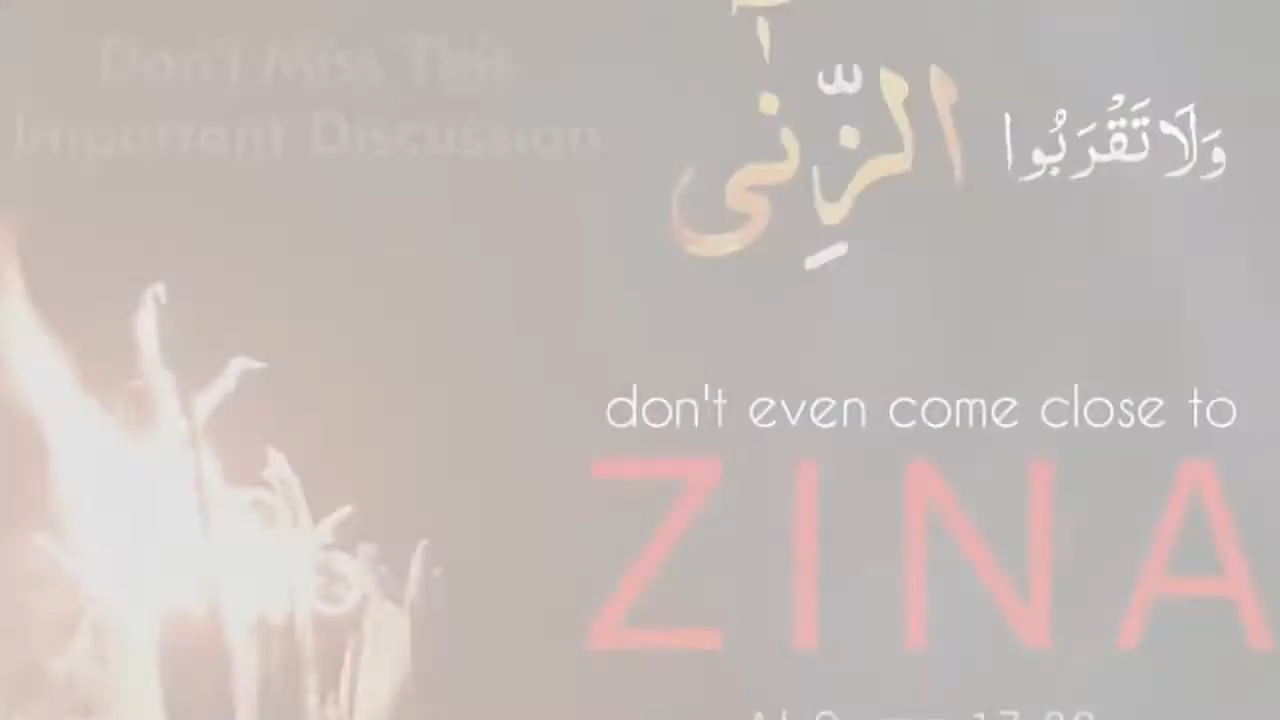 Don't Miss This
Important Discussion
وَلَا تَقْرَبُوا الزِّنَىٰٓ
don't even come close to
ZINA